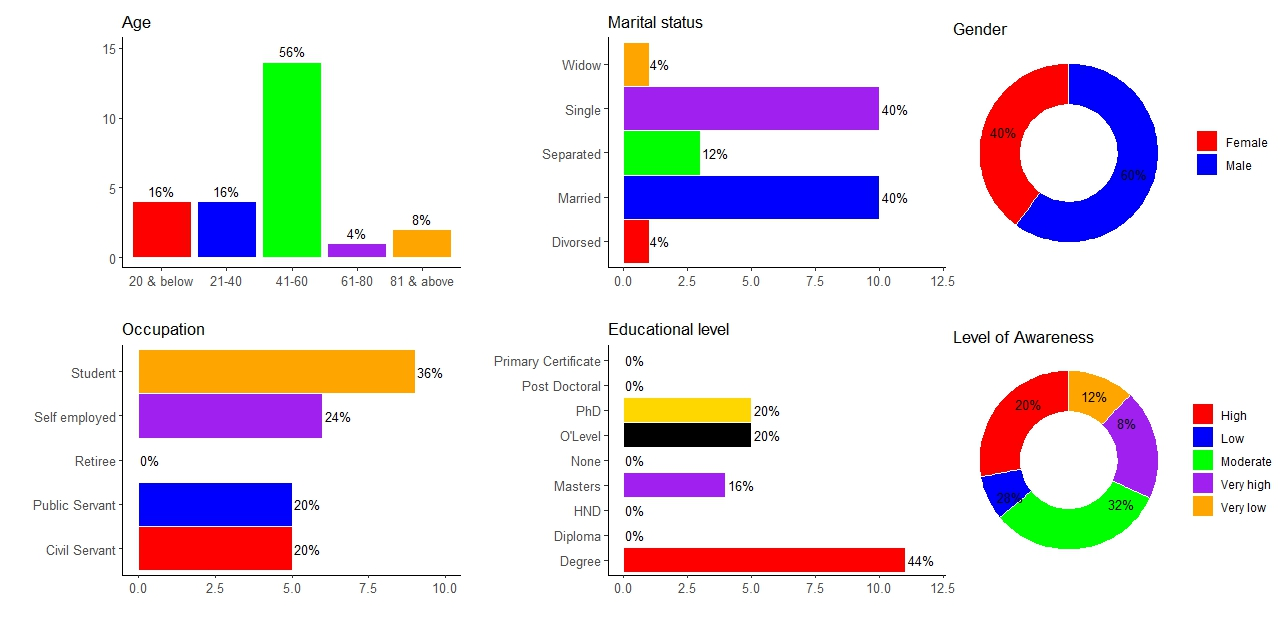 Age
15
10
5
0
16%
16%
56%
4%
8%
20 & below
21-40
41-60
61-80
81 & above
Marital status
Widow
4%
Single
40%
Separated
12%
Married
40%
Divorsed
4%
0.0
2.5
5.0
7.5
10.0
12.5
Gender
40%
60%
Female
Male
Occupation
Student
36%
Self employed
24%
Retiree
0%
Public Servant
20%
Civil Servant
20%
0.0
2.5
5.0
7.5
10.0
Educational level
Primary Certificate
0%
Post Doctoral
0%
PhD
20%
O'Level
20%
None
0%
Masters
16%
HND
0%
Diploma
0%
Degree
44%
0.0
2.5
5.0
7.5
10.0
12.5
Level of Awareness
20%
12%
8%
28%
32%
High
Low
Moderate
Very high
Very low